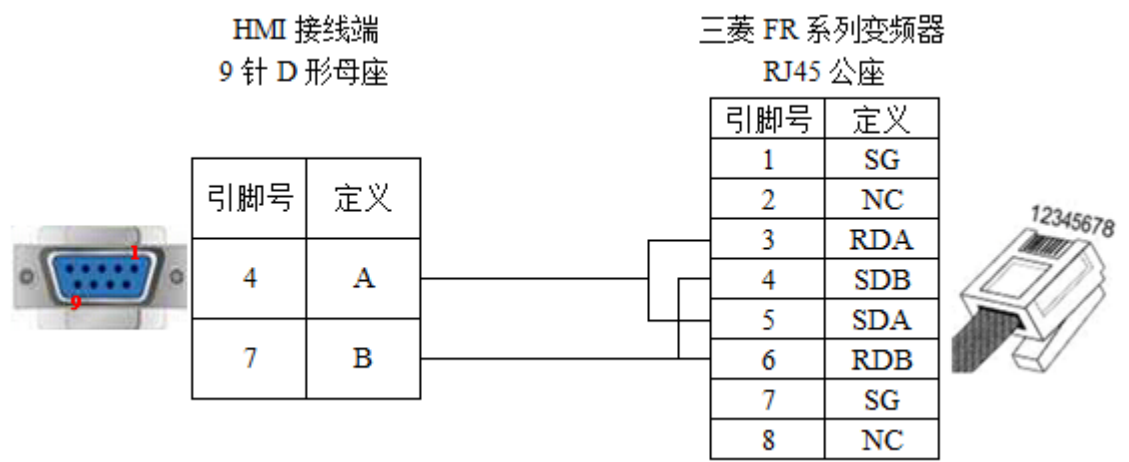 HMI 接线端
9 针 D 形母座
三菱 FR 系列变频器
RJ45 公座
引脚号 定义
4 A
7 B
1
9
引脚号 定义
1 SG
2 NC
3 RDA
4 SDB
5 SDA
6 RDB
7 SG
8 NC
12345678